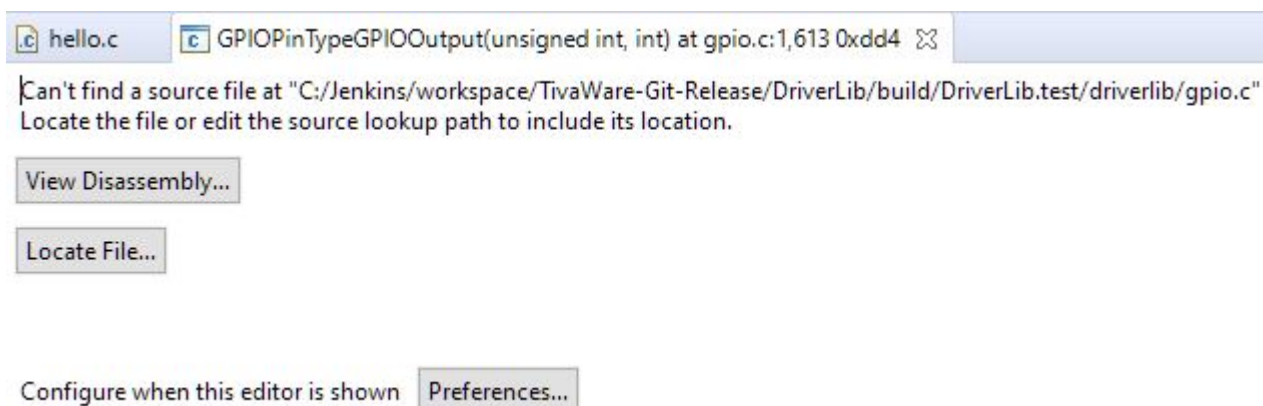 hello.c
GPIOPinTypeGPIOOutput(unsigned int, int) at gpio.c:1,613 0xdd4
Can't find a source file at "C:/Jenkins/workspace/TivaWare-Git-Release/DriverLib/build/DriverLib.test/driverlib/gpio.c"
Locate the file or edit the source lookup path to include its location.
View Disassembly...
Locate File...
Configure when this editor is shown Preferences...